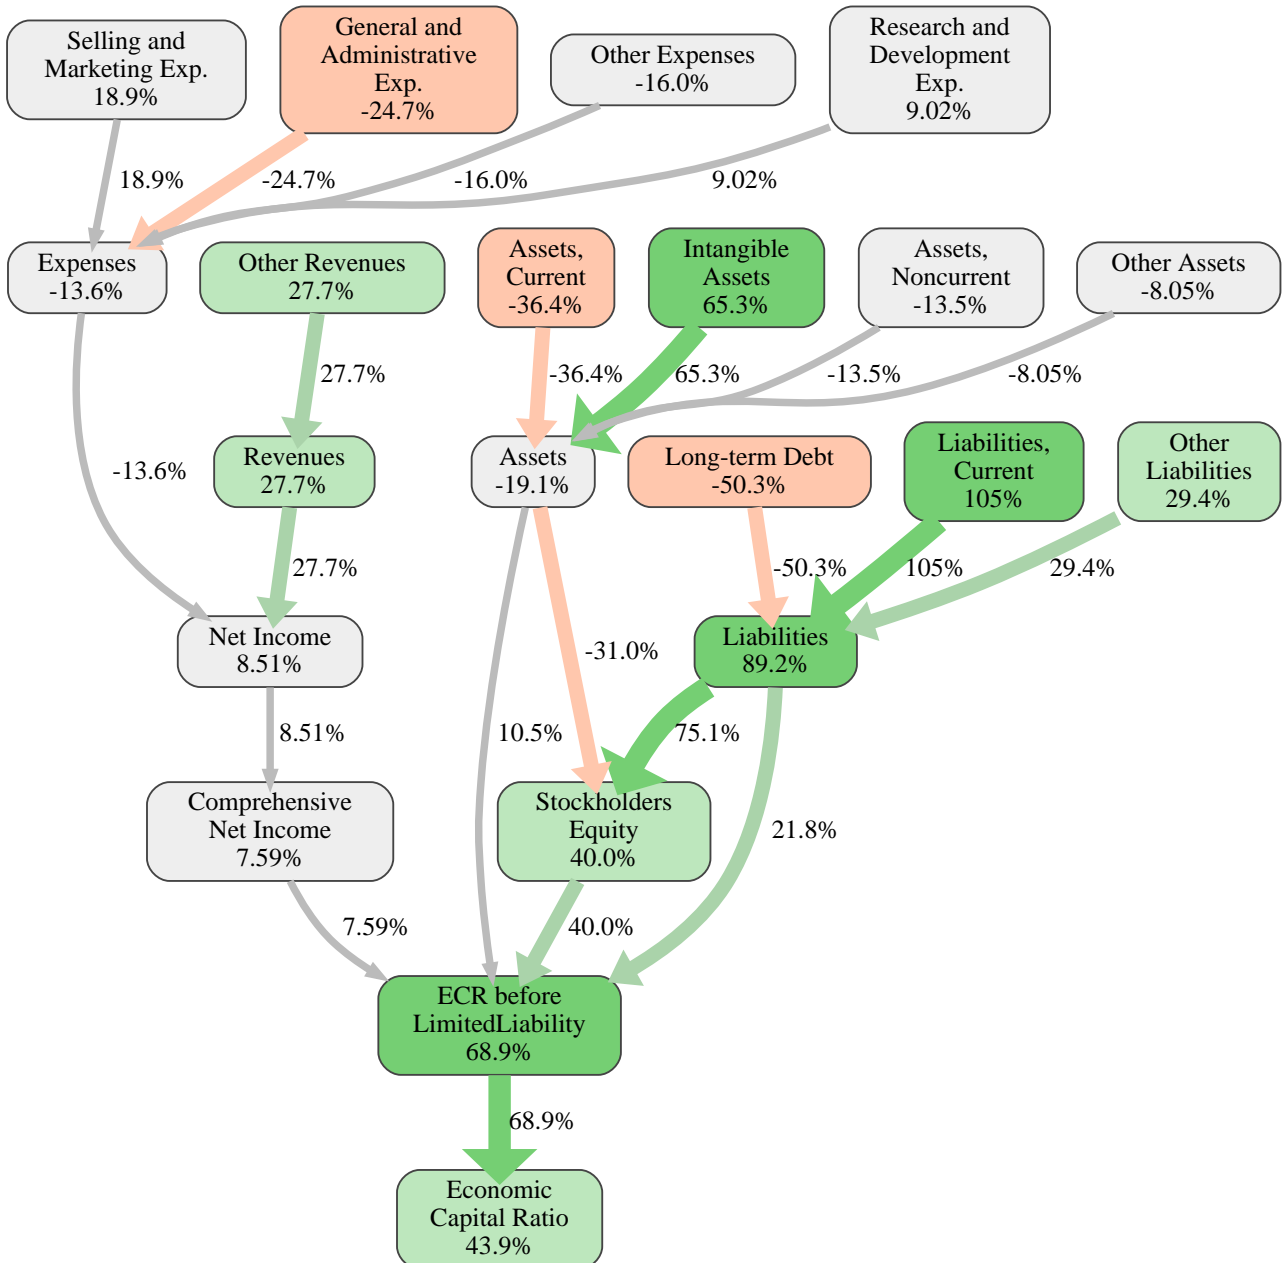 Selling and
Marketing Exp.
18.9%
General and
Administrative
Exp.
-24.7%
Other Expenses
-16.0%
Research and
Development
Exp.
9.02%
18.9%
-24.7%
-16.0%
9.02%
Expenses
-13.6%
Other Revenues
27.7%
Assets,
Current
-36.4%
Intangible
Assets
65.3%
Assets,
Noncurrent
-13.5%
Other Assets
-8.05%
27.7%
-36.4%
65.3%
-13.5%
-8.05%
-13.6%
Revenues
27.7%
Assets
-19.1%
Long-term Debt
-50.3%
Liabilities,
Current
105%
Other
Liabilities
29.4%
27.7%
-50.3%
105%
29.4%
Net Income
8.51%
-31.0%
Liabilities
89.2%
8.51%
10.5%
75.1%
Comprehensive
Net Income
7.59%
Stockholders
Equity
40.0%
21.8%
7.59%
40.0%
ECR before
LimitedLiability
68.9%
68.9%
Economic
Capital Ratio
43.9%